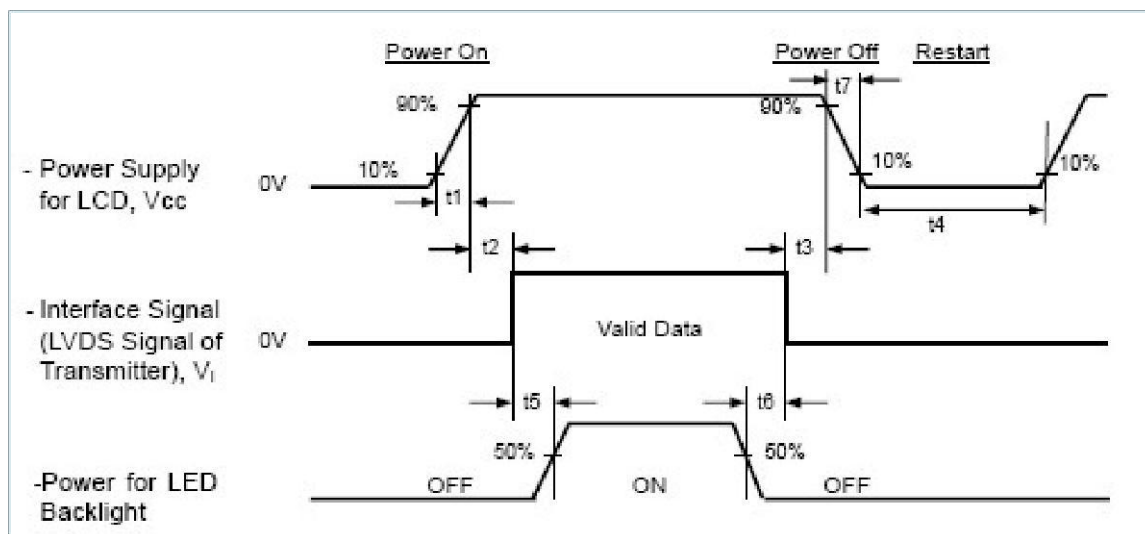 Power On
Power Off
Restart
t7
90%
90%
10%
10%
10%
- Power Supply
for LCD, Vcc
0V
t1
t4
t2
t3
- Interface Signal
(LVDS Signal of
Transmitter), VI
0V
Valid Data
t5
t6
50%
50%
-Power for LED
Backlight
OFF
ON
OFF